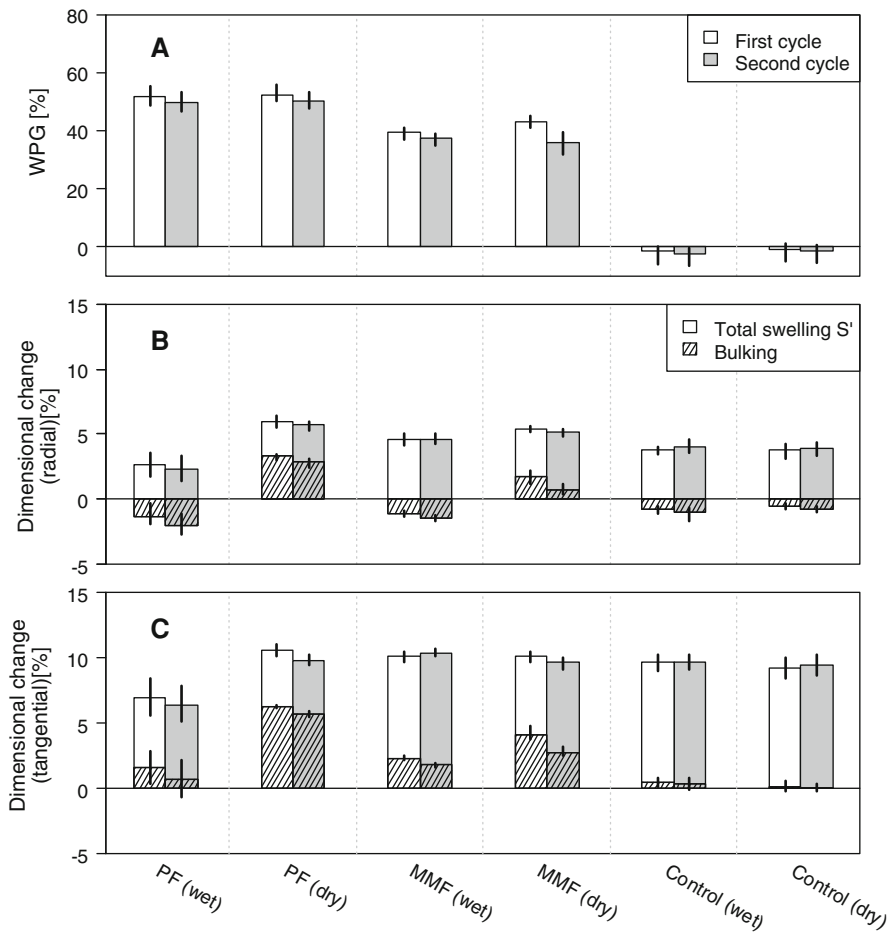 80
60
40
20
0
WPG [%]
A
First cycle
Second cycle
15
10
5
0
-5
Dimensional change
(radial)[%]
B
Total swelling S'
Bulking
15
10
5
0
-5
Dimensional change
(tangential)[%]
C
PF (wet)
PF (dry)
MMF (wet)
MMF (dry)
Control (wet)
Control (dry)